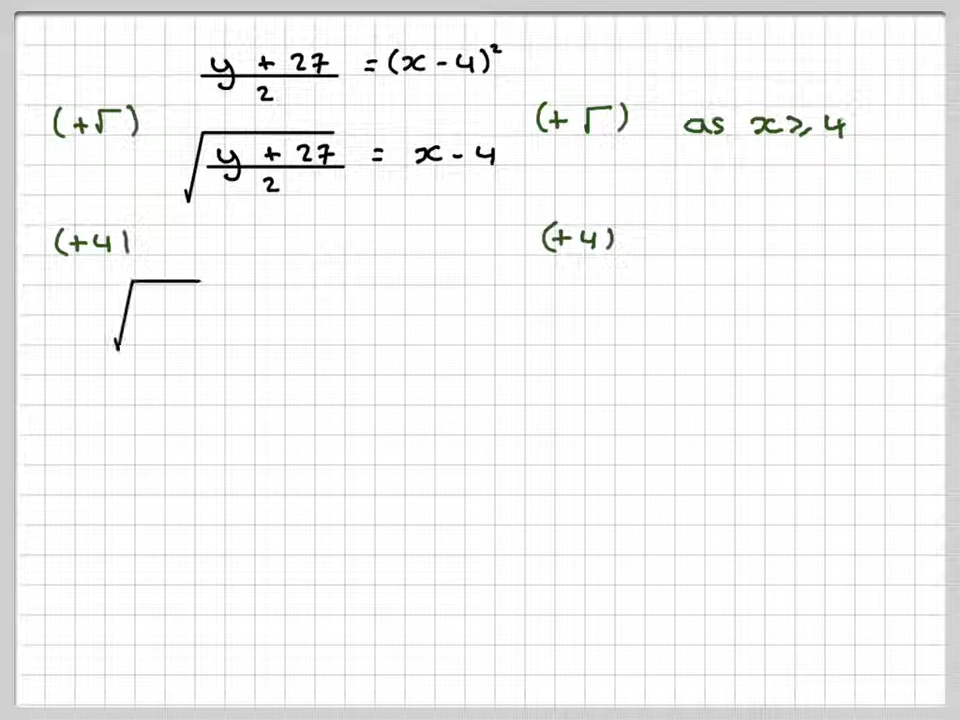 y + 27 / 2 = (x - 4)²
(+√) (+√) as x ≥ 4
√(y + 27 / 2) = x - 4
(+4) (+4)
√